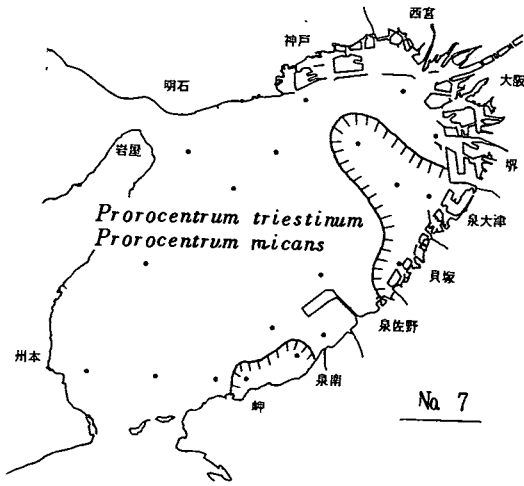 西宮
神戸
大阪
明石
堺
岩屋
Prorocentrum triestinum
Prorocentrum micans
泉大津
貝塚
泉佐野
洲本
泉南
岬
No. 7